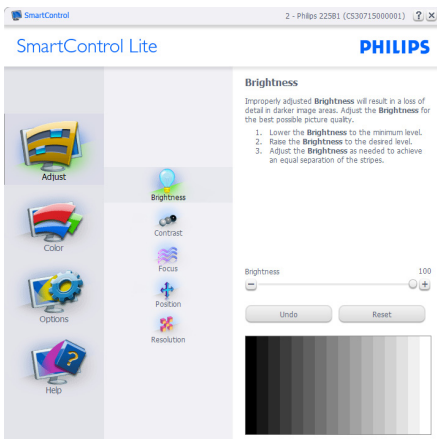 SmartControl
2 - Philips 225B1 (CS30715000001)
? ×
SmartControl Lite
PHILIPS
Adjust
Color
Options
Help
Brightness
Contrast
Focus
Position
Resolution
Brightness
Improperly adjusted Brightness will result in a loss of
detail in darker image areas. Adjust the Brightness for
the best possible picture quality.
1. Lower the Brightness to the minimum level.
2. Raise the Brightness to the desired level.
3. Adjust the Brightness as needed to achieve
an equal separation of the stripes.
Brightness 100
Undo
Reset